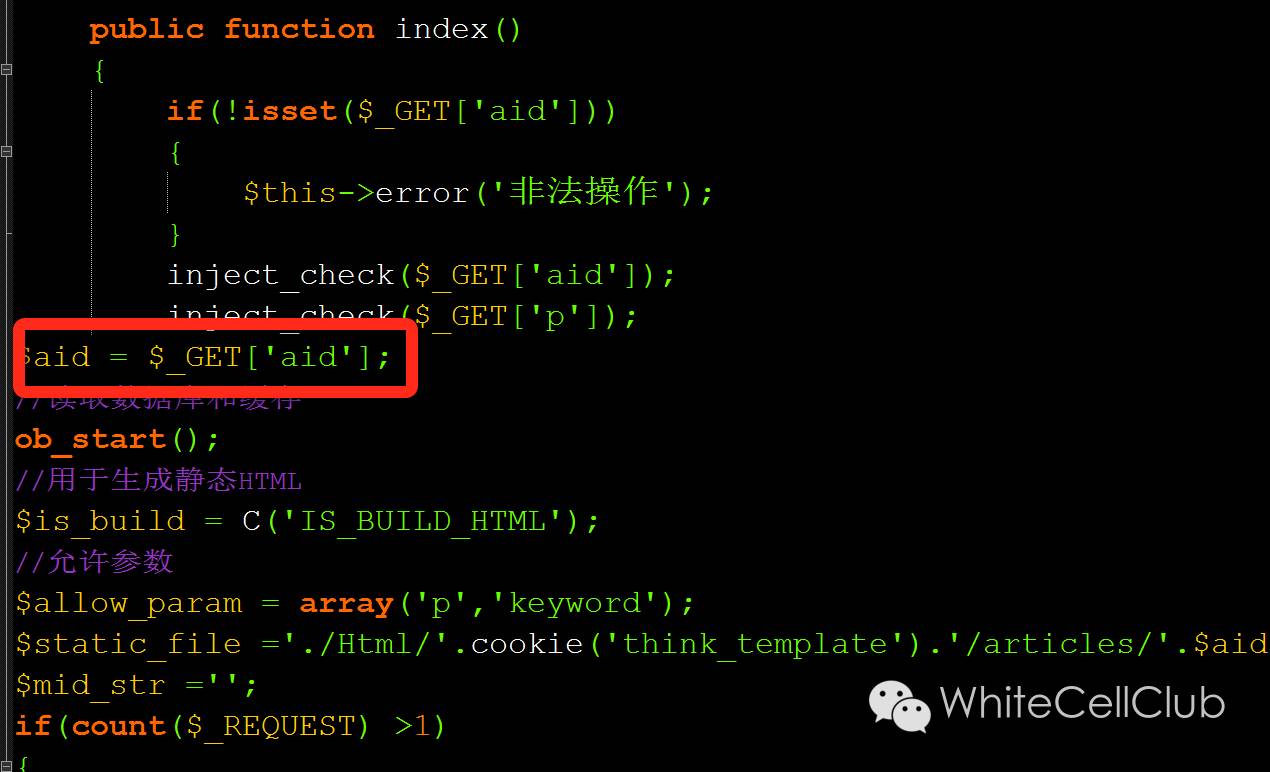 public function index()
{
if(!isset($_GET['aid']))
{
$this->error('非法操作');
}
inject_check($_GET['aid']);
inject_check($_GET['p']);
$aid = $_GET['aid'];
//读取数据库和缓存
ob_start();
//用于生成静态HTML
$is_build = C('IS_BUILD_HTML');
//允许参数
$allow_param = array('p','keyword');
$static_file ='./Html/'.cookie('think_template').'/articles/'.$aid
$mid_str ='';
if(count($_REQUEST) >1)
{
WhiteCellClub